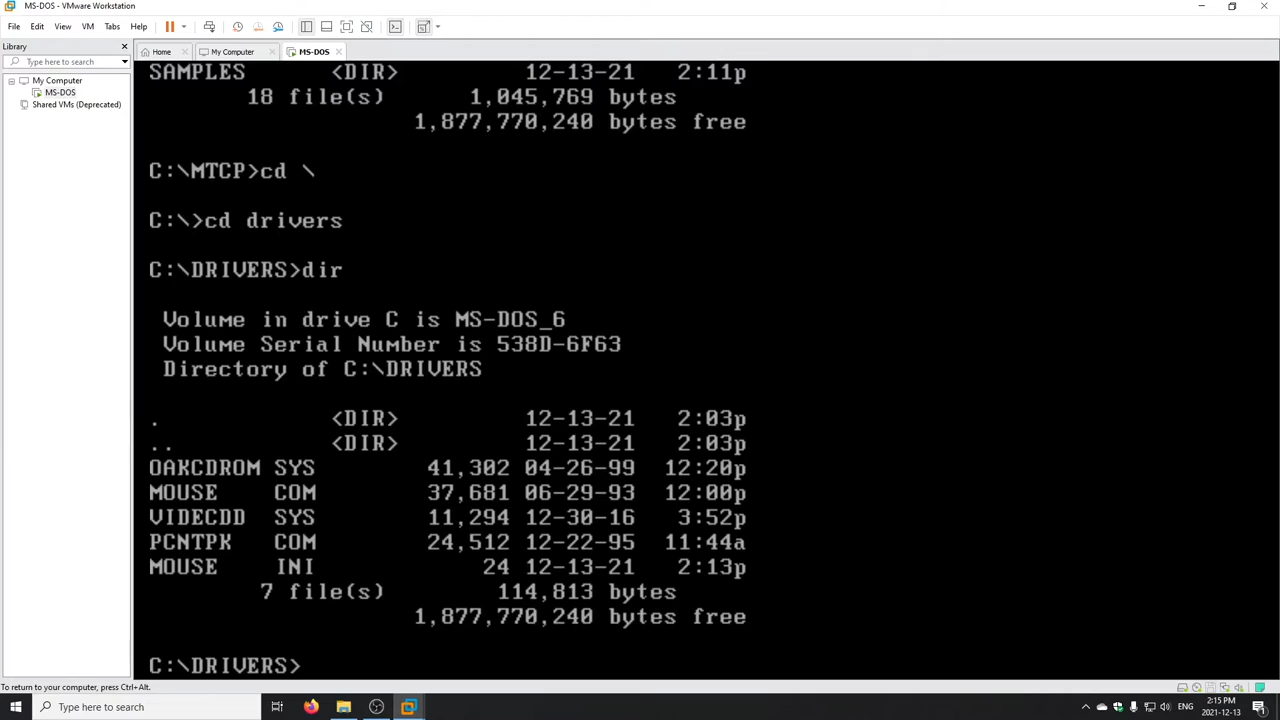 MS-DOS - VMware Workstation
File Edit View VM Tabs Help
Library
Type here to search
My Computer
MS-DOS
Shared VMs (Deprecated)
Home My Computer MS-DOS
SAMPLES <DIR> 12-13-21 2:11p
18 file(s) 1,045,769 bytes
1,877,770,240 bytes free
C:\MTCP>cd \
C:\>cd drivers
C:\DRIVERS>dir
Volume in drive C is MS-DOS_6
Volume Serial Number is 538D-6F63
Directory of C:\DRIVERS
. <DIR> 12-13-21 2:03p
.. <DIR> 12-13-21 2:03p
OAKCDROM SYS 41,302 04-26-99 12:20p
MOUSE COM 37,681 06-29-93 12:00p
VIDECDD SYS 11,294 12-30-16 3:52p
PCNTPK COM 24,512 12-22-95 11:44a
MOUSE INI 24 12-13-21 2:13p
7 file(s) 114,813 bytes
1,877,770,240 bytes free
C:\DRIVERS>
To return to your computer, press Ctrl+Alt.
Type here to search
ENG
2:15 PM
2021-12-13
1